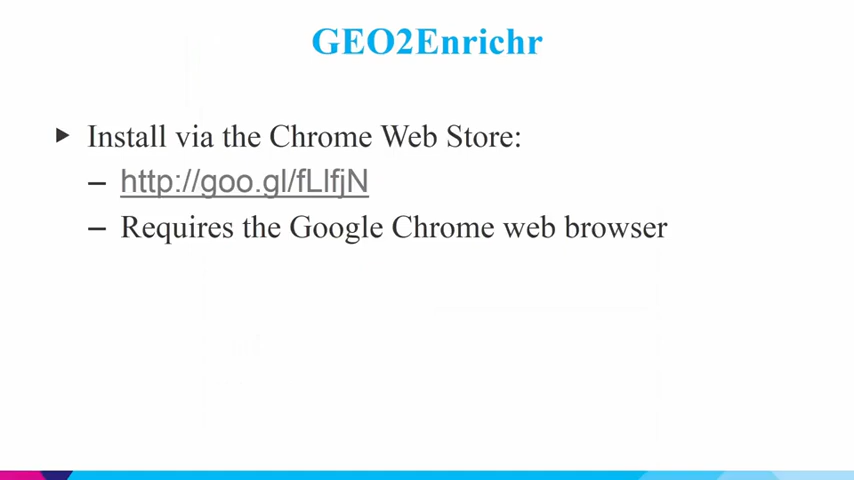 GEO2Enrichr
▶ Install via the Chrome Web Store:
– http://goo.gl/fLlfjN
– Requires the Google Chrome web browser